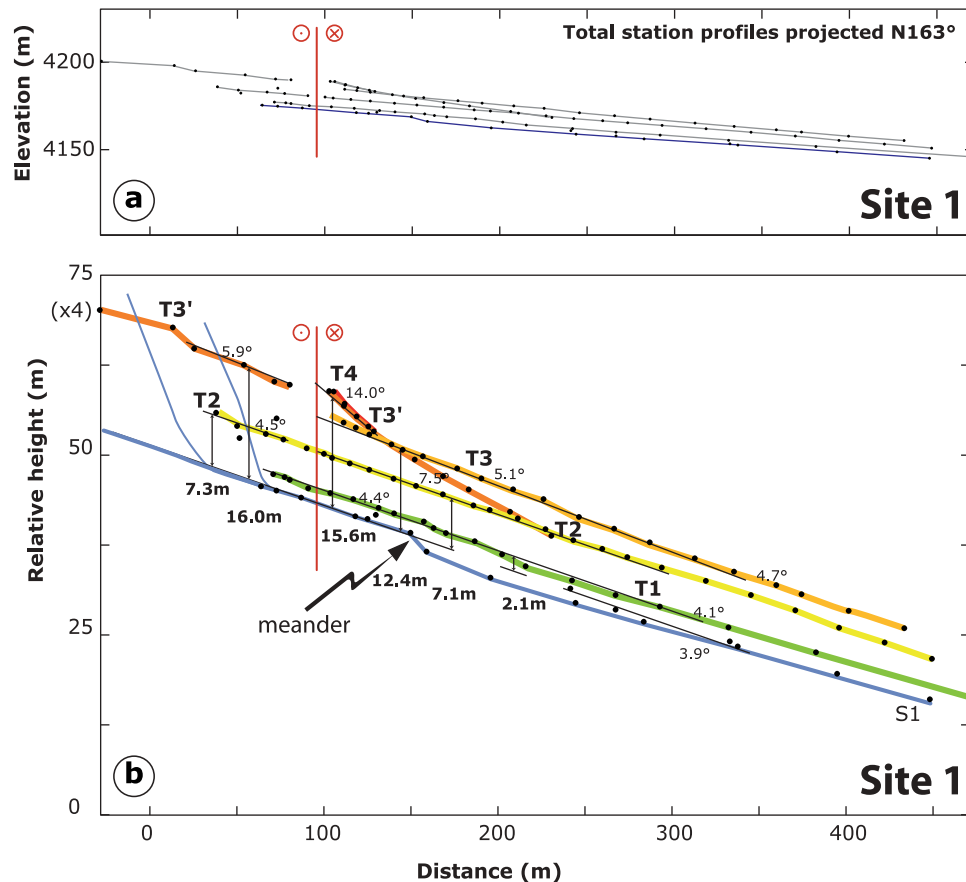 Total station profiles projected N163°
Elevation (m)
4200
4150
a
Site 1
75
(x4)
50
25
0
Relative height (m)
T3'
5.9°
T4
14.0°
T3'
T2
4.5°
T3
5.1°
7.5°
4.4°
7.3m
16.0m
15.6m
T2
12.4m
7.1m
2.1m
T1
4.7°
4.1°
3.9°
meander
S1
b
Site 1
0
100
200
300
400
Distance (m)